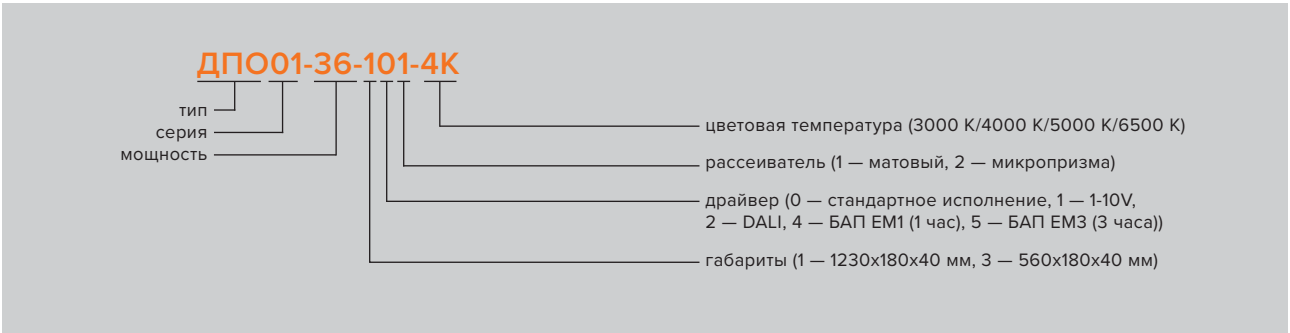 ДПО01-36-101-4К
тип
серия
мощность
цветовая температура (3000 К/4000 К/5000 К/6500 К)
рассеиватель (1 — матовый, 2 — микропризма)
драйвер (0 — стандартное исполнение, 1 — 1-10V,
2 — DALI, 4 — БАП EM1 (1 час), 5 — БАП EM3 (3 часа))
габариты (1 — 1230х180х40 мм, 3 — 560х180х40 мм)